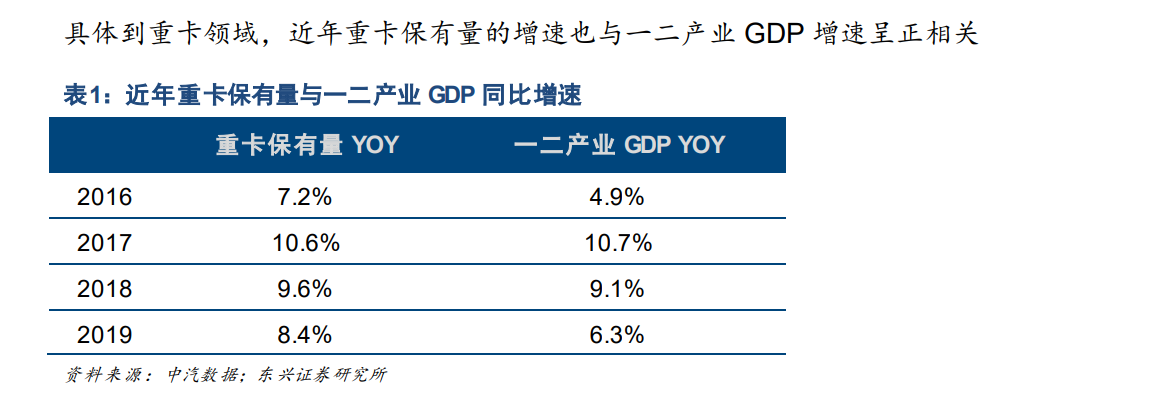 具体到重卡领域，近年重卡保有量的增速也与一二产业 GDP 增速呈正相关
表1：近年重卡保有量与一二产业 GDP 同比增速
重卡保有量 YOY 一二产业 GDP YOY
2016 7.2% 4.9%
2017 10.6% 10.7%
2018 9.6% 9.1%
2019 8.4% 6.3%
资料来源：中汽数据；东兴证券研究所